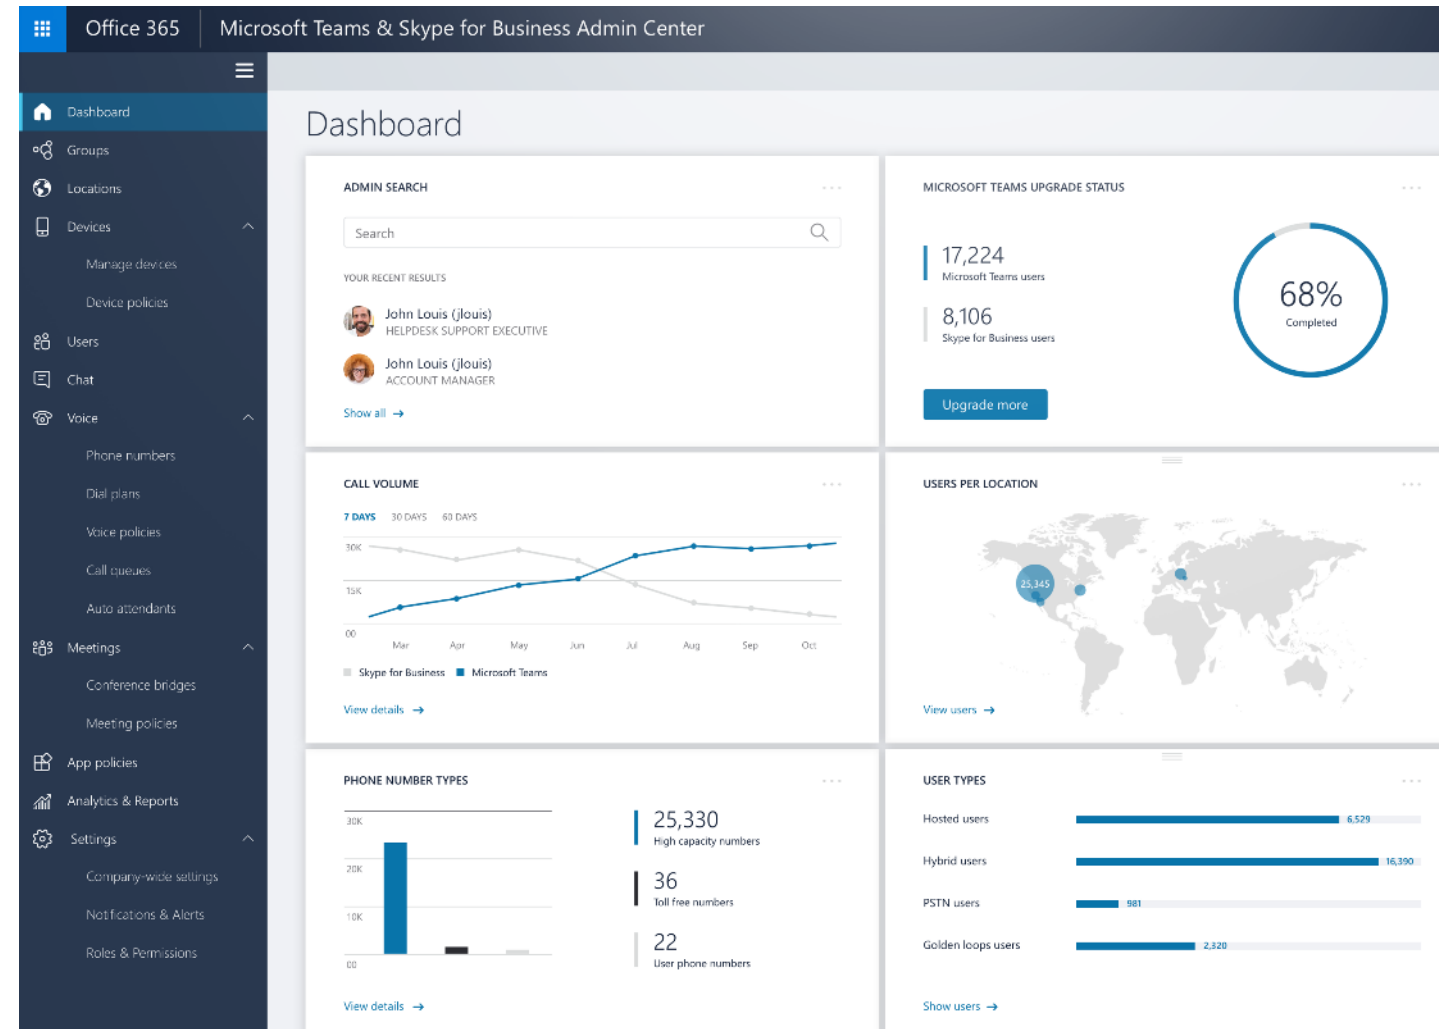 Office 365
Microsoft Teams & Skype for Business Admin Center
Dashboard
Groups
Locations
Devices
Manage devices
Device policies
Users
Chat
Voice
Phone numbers
Dial plans
Voice policies
Call queues
Auto attendants
Meetings
Conference bridges
Meeting policies
App policies
Analytics & Reports
Settings
Company-wide settings
Notifications & Alerts
Roles & Permissions
Dashboard
ADMIN SEARCH
Search
YOUR RECENT RESULTS
John Louis (jlouis)
HELPDESK SUPPORT EXECUTIVE
John Louis (jlouis)
ACCOUNT MANAGER
Show all →
MICROSOFT TEAMS UPGRADE STATUS
17,224
Microsoft Teams users
8,106
Skype for Business users
68%
Completed
Upgrade more
CALL VOLUME
7 DAYS 30 DAYS 60 DAYS
30K
15K
00
Mar Apr May Jun Jul Aug Sep Oct
Skype for Business Microsoft Teams
View details →
USERS PER LOCATION
25,345
View users →
PHONE NUMBER TYPES
30K
20K
10K
00
25,330
High capacity numbers
36
Toll free numbers
22
User phone numbers
View details →
USER TYPES
Hosted users 6,529
Hybrid users 16,390
PSTN users 981
Golden loops users 2,320
Show users →